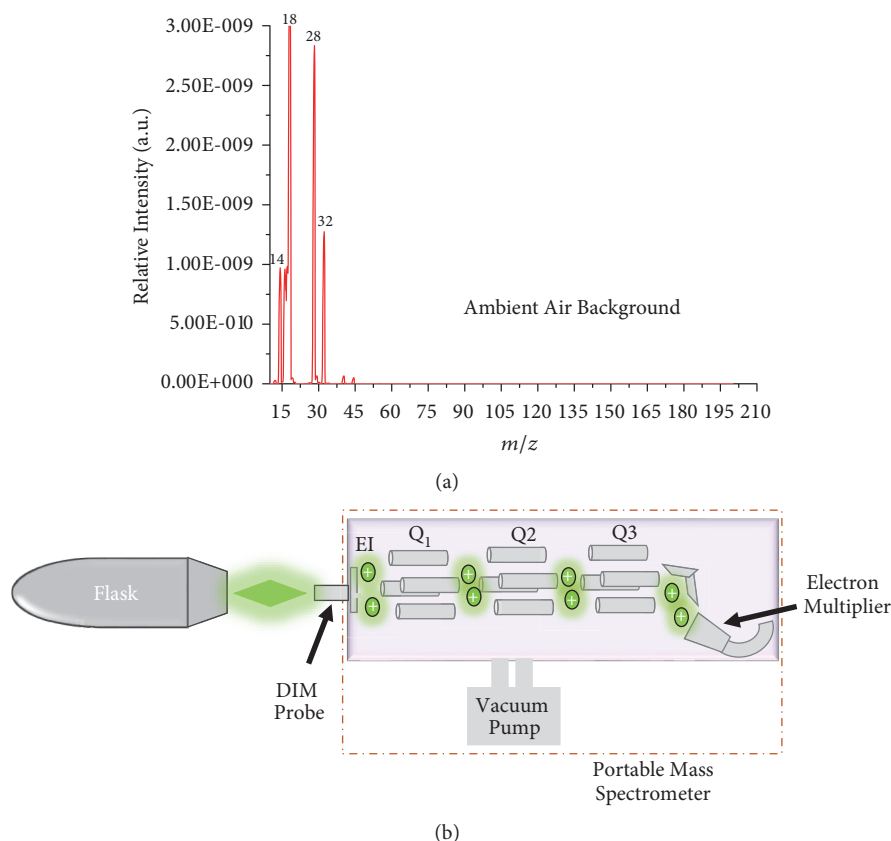 3.00E-009
2.50E-009
2.00E-009
1.50E-009
1.00E-009
5.00E-010
0.00E+000
Relative Intensity (a.u.)
18
28
32
14
Ambient Air Background
15 30 45 60 75 90 105 120 135 145 165 180 195 210
m/z
(a)
EI Q1 Q2 Q3
Flask
Electron
Multiplier
DIM
Probe
Vacuum
Pump
Portable Mass
Spectrometer
(b)